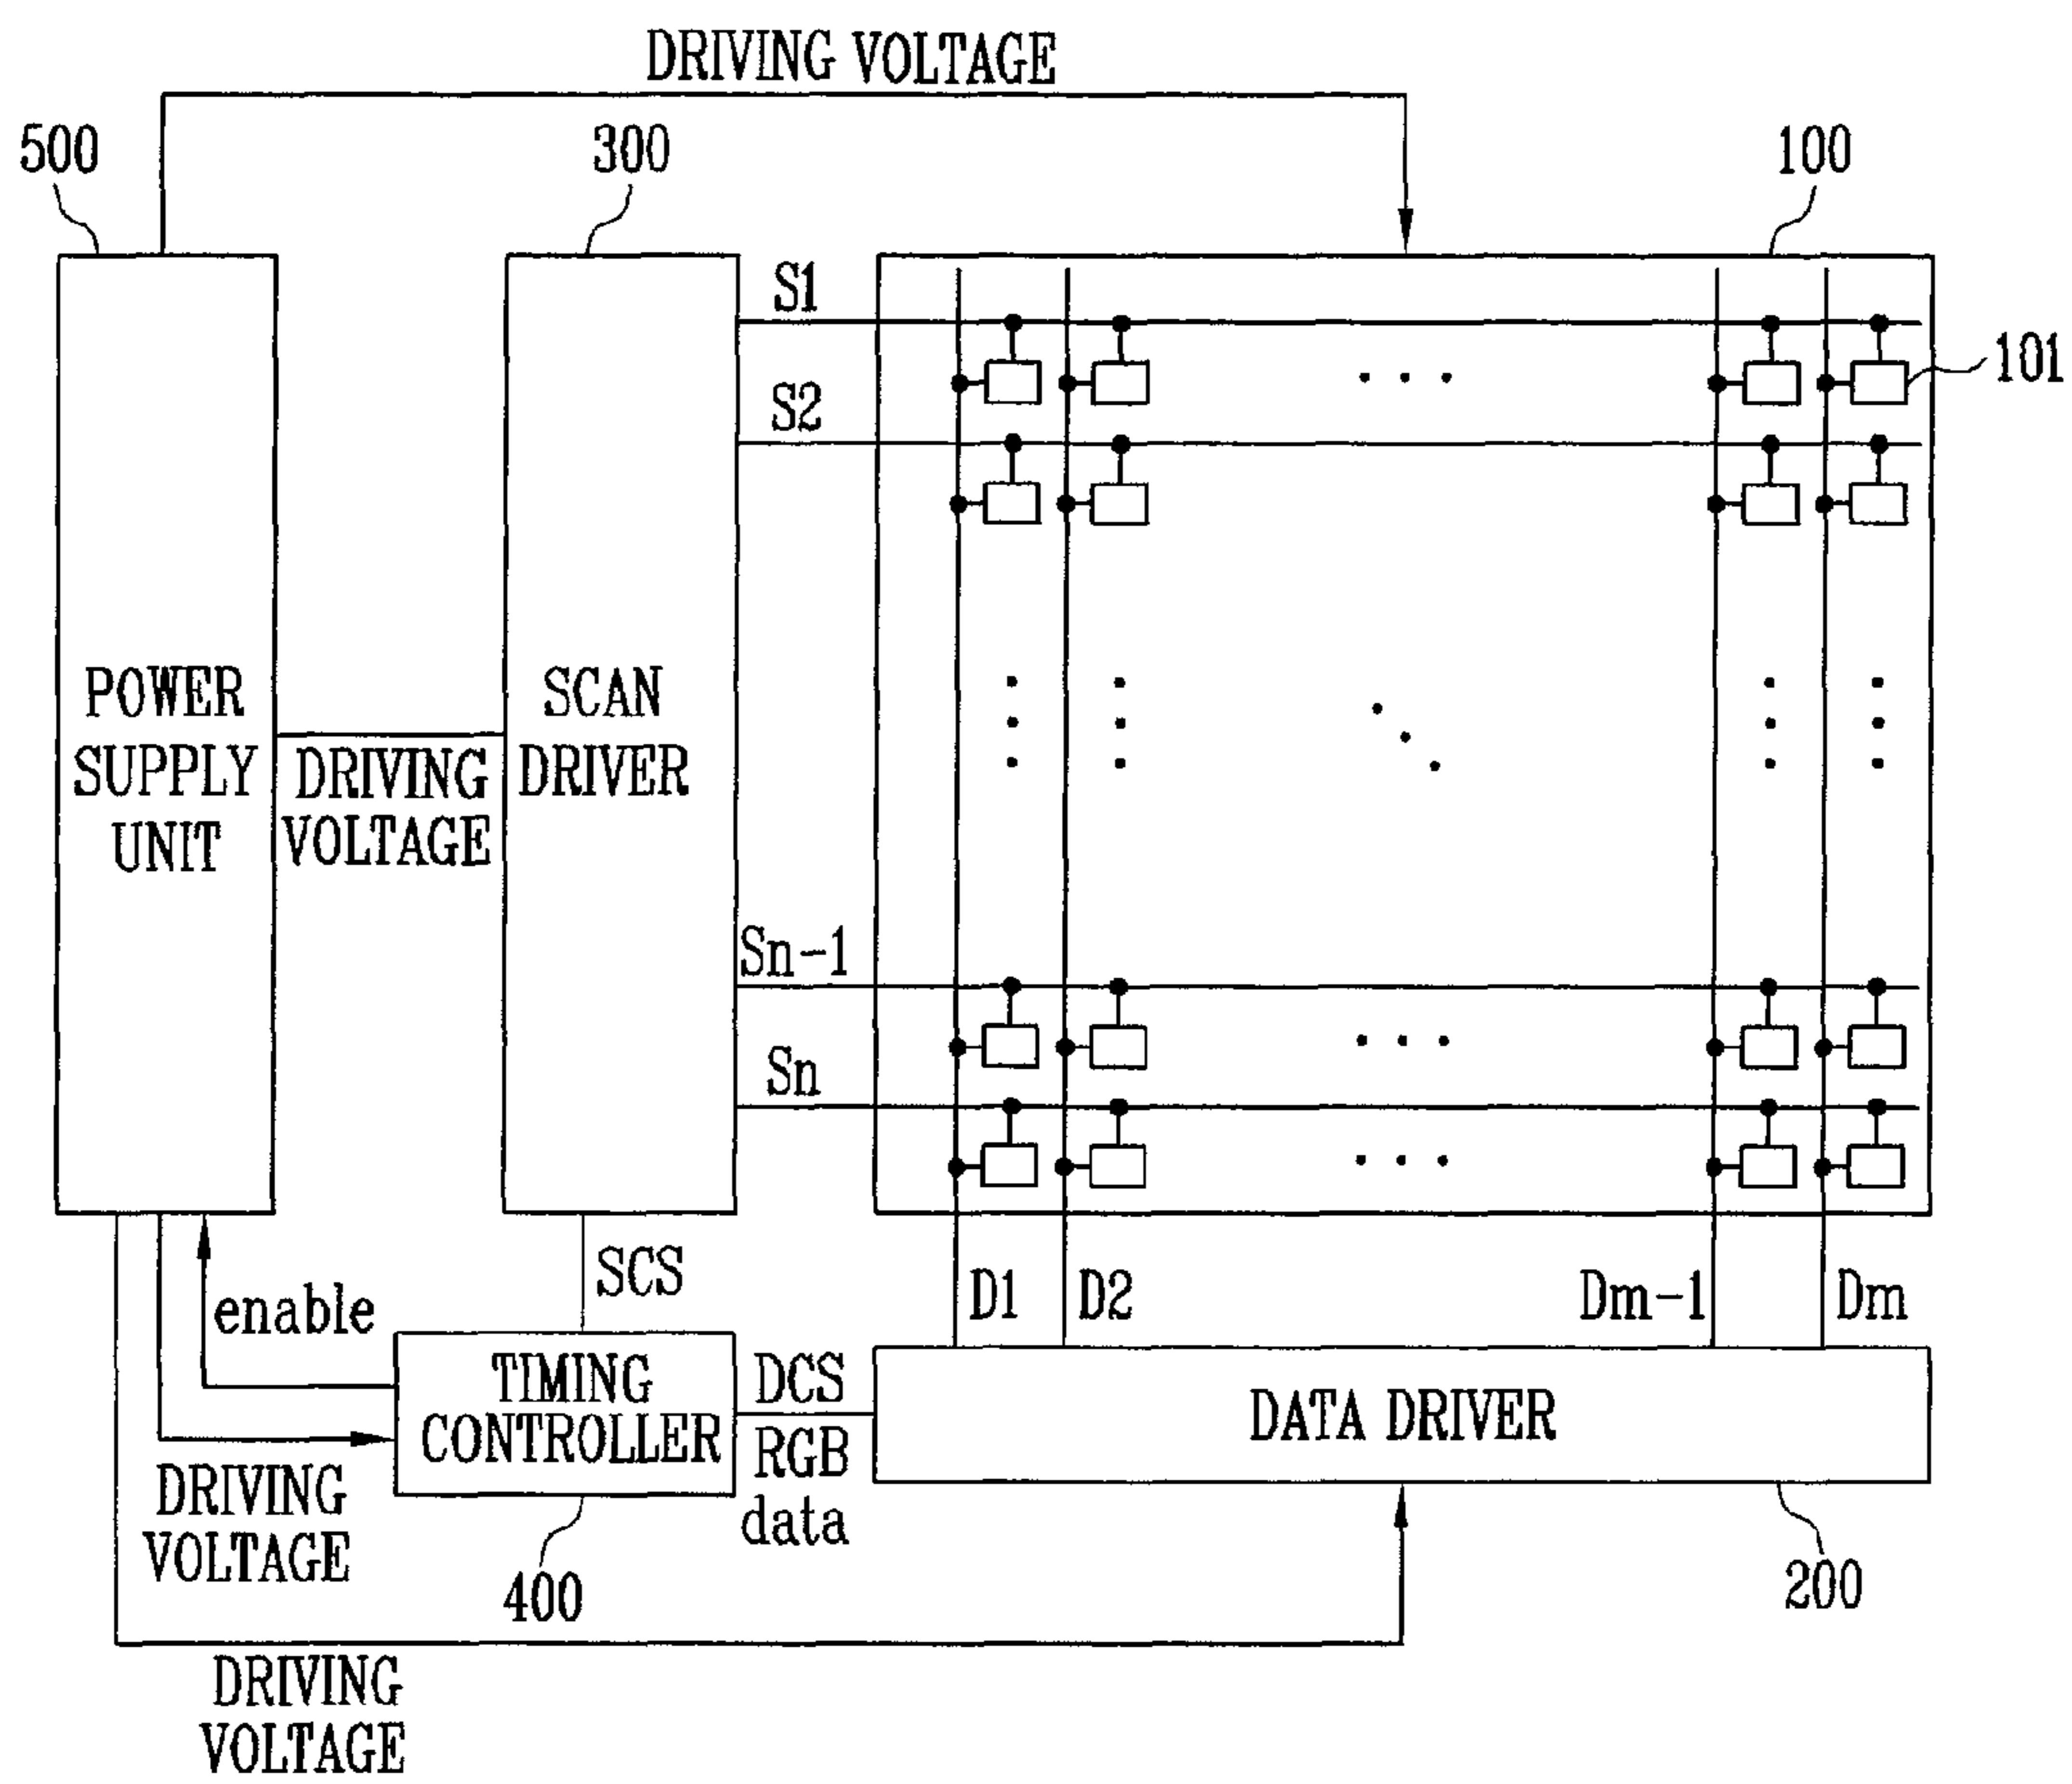 DRIVING VOLTAGE
500
300
100
S1
101
S2
POWER
SUPPLY
UNIT
DRIVING
VOLTAGE
SCAN
DRIVER
Sn-1
Sn
enable
SCS
D1
D2
Dm-1
Dm
TIMING
CONTROLLER
DCS
RGB
data
DATA DRIVER
DRIVING
VOLTAGE
400
200
DRIVING
VOLTAGE